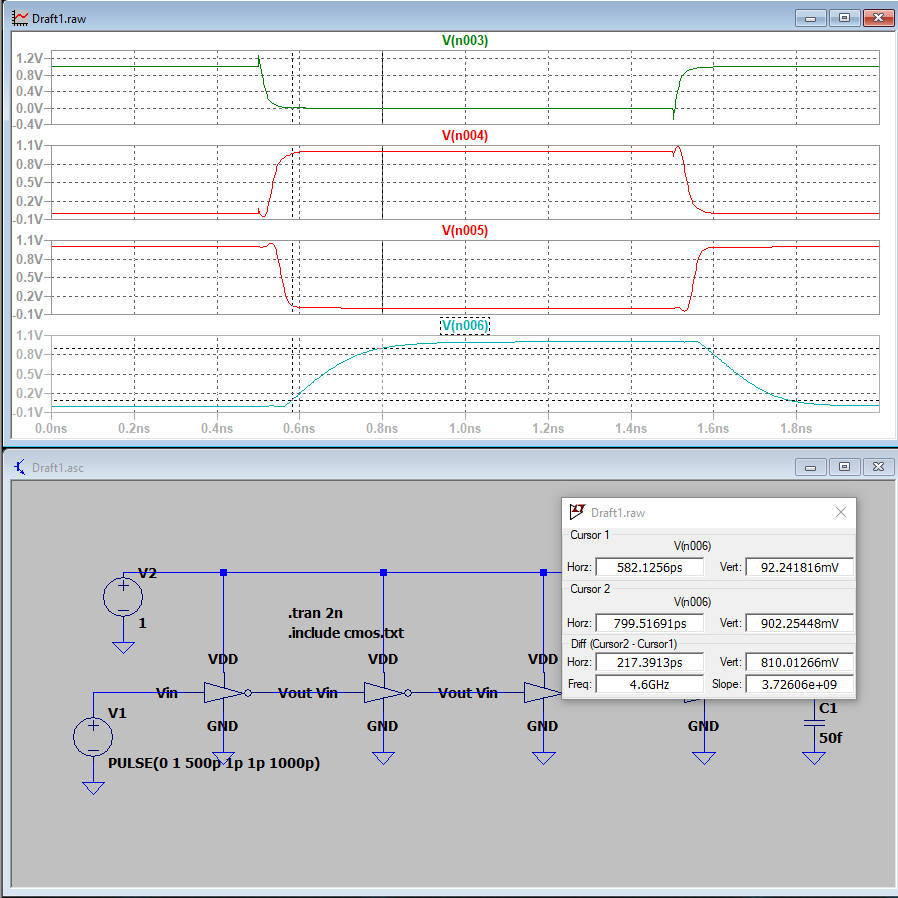 Draft1.raw
V(n003)
1.2V
0.8V
0.4V
0.0V
-0.4V
V(n004)
1.1V
0.8V
0.5V
0.2V
-0.1V
V(n005)
1.1V
0.8V
0.5V
0.2V
-0.1V
V(n006)
1.1V
0.8V
0.5V
0.2V
-0.1V
0.0ns 0.2ns 0.4ns 0.6ns 0.8ns 1.0ns 1.2ns 1.4ns 1.6ns 1.8ns
Draft1.asc
Draft1.raw
Cursor 1
V(n006)
Horz: 582.1256ps Vert: 92.241816mV
Cursor 2
V(n006)
Horz: 799.51691ps Vert: 902.25448mV
Diff (Cursor2 - Cursor1)
Horz: 217.3913ps Vert: 810.01266mV
Freq: 4.6GHz Slope: 3.72606e+09
V2
1
.tran 2n
.include cmos.txt
VDD VDD VDD
Vin Vout Vin Vout Vin
V1
GND GND GND GND
PULSE(0 1 500p 1p 1p 1000p)
C1
50f